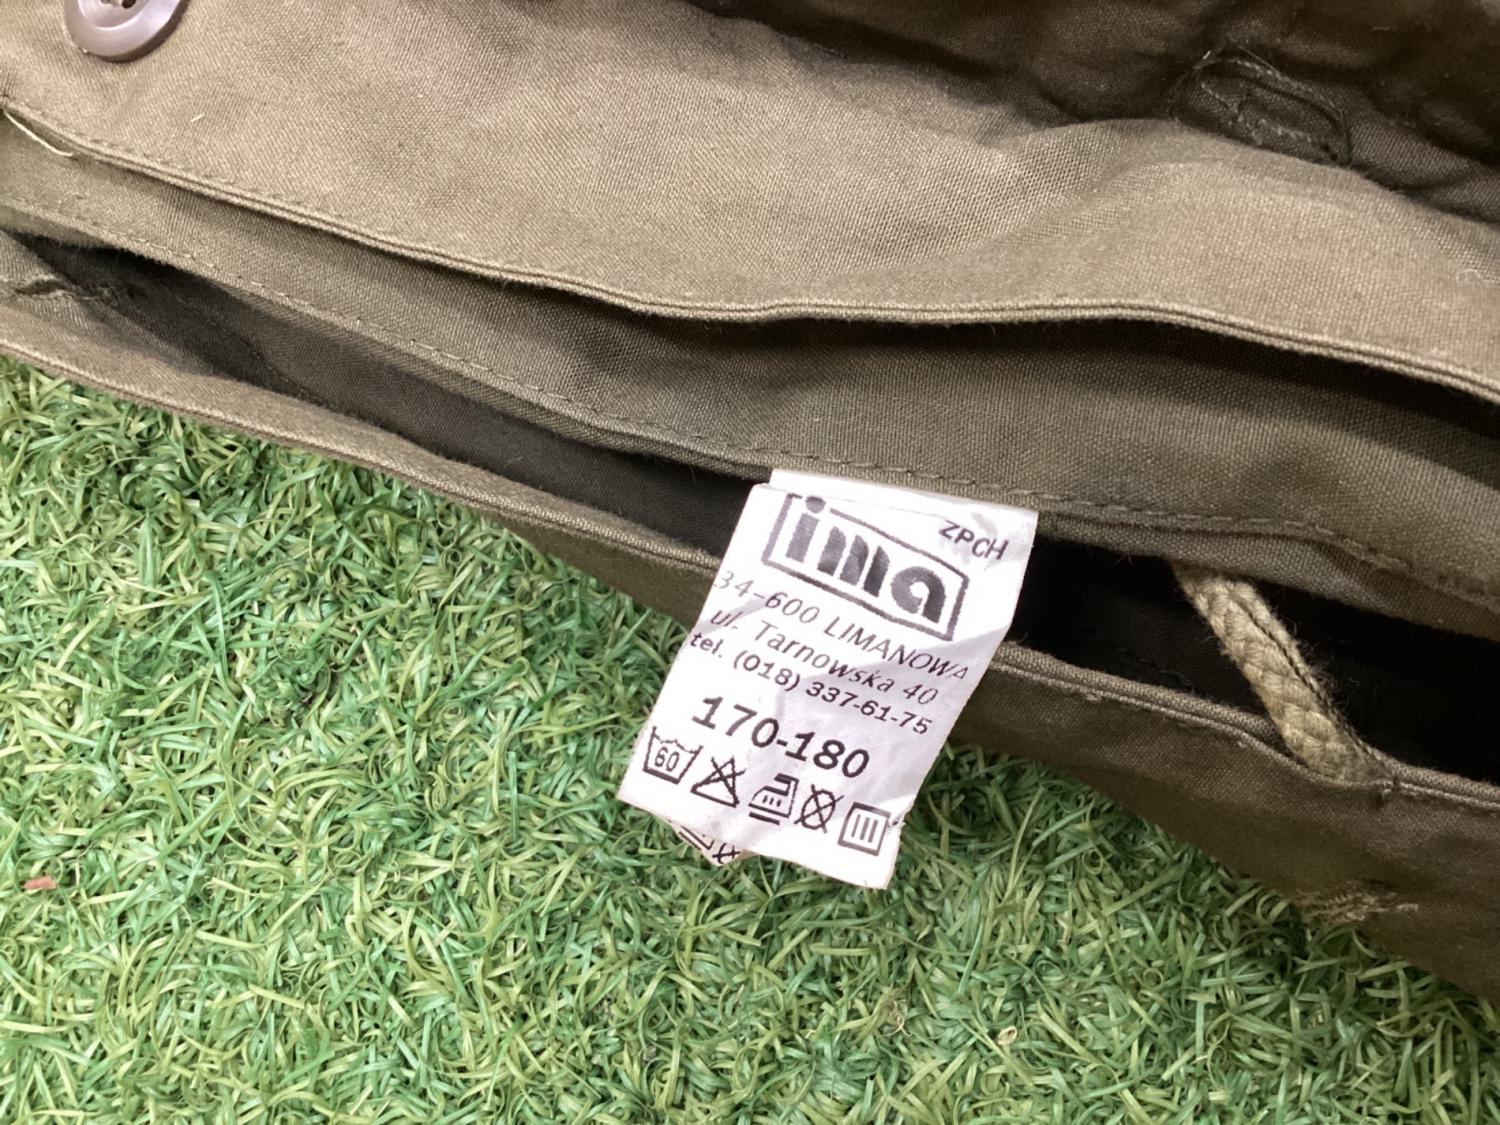 ZPCH
ima
34-600 LIMANOWA
ul. Tarnowska 40
tel. (018) 337-61-75
170-180
60